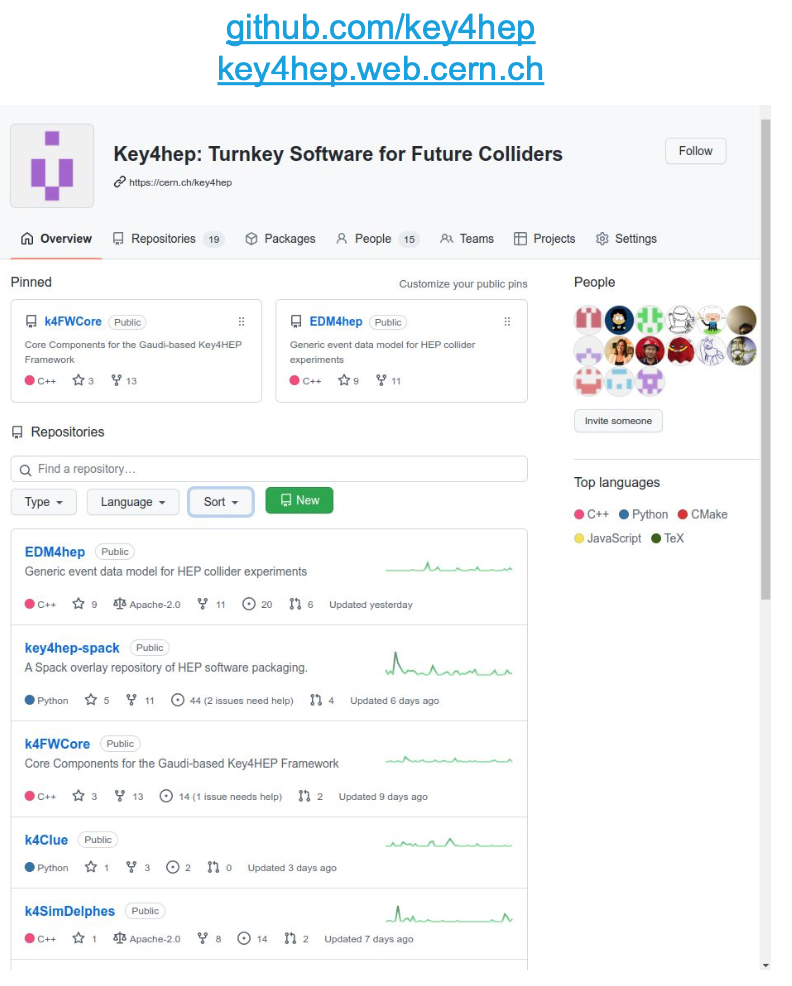 github.com/key4hep
key4hep.web.cern.ch
Key4hep: Turnkey Software for Future Colliders
Follow
https://cern.ch/key4hep
Overview Repositories 19 Packages People 15 Teams Projects Settings
Pinned
Customize your public pins
k4FWCore Public
Core Components for the Gaudi-based Key4HEP
Framework
C++ 3 13
EDM4hep Public
Generic event data model for HEP collider
experiments
C++ 9 11
Repositories
Find a repository…
Type Language Sort New
EDM4hep Public
Generic event data model for HEP collider experiments
C++ 9 Apache-2.0 11 20 6 Updated yesterday
key4hep-spack Public
A Spack overlay repository of HEP software packaging.
Python 5 11 44 (2 issues need help) 4 Updated 6 days ago
k4FWCore Public
Core Components for the Gaudi-based Key4HEP Framework
C++ 3 13 14 (1 issue needs help) 2 Updated 9 days ago
k4Clue Public
Python 1 3 2 0 Updated 3 days ago
k4SimDelphes Public
C++ 1 Apache-2.0 8 14 2 Updated 7 days ago
People
Invite someone
Top languages
C++ Python CMake
JavaScript TeX